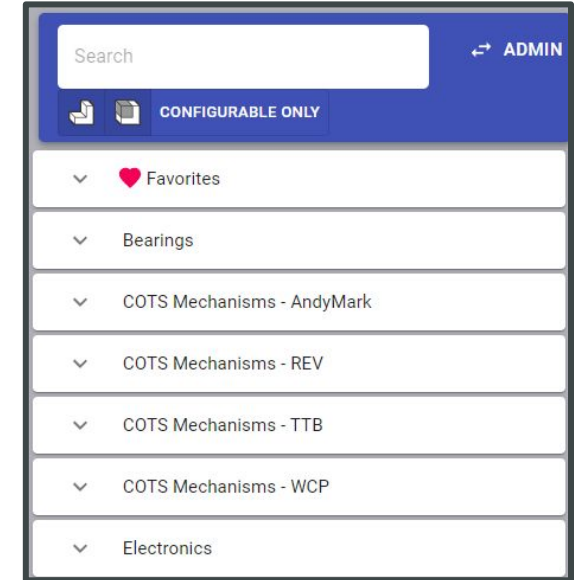 Search
ADMIN
CONFIGURABLE ONLY
Favorites
Bearings
COTS Mechanisms - AndyMark
COTS Mechanisms - REV
COTS Mechanisms - TTB
COTS Mechanisms - WCP
Electronics